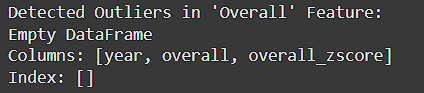 Detected Outliers in 'Overall' Feature:
Empty DataFrame
Columns: [year, overall, overall_zscore]
Index: []